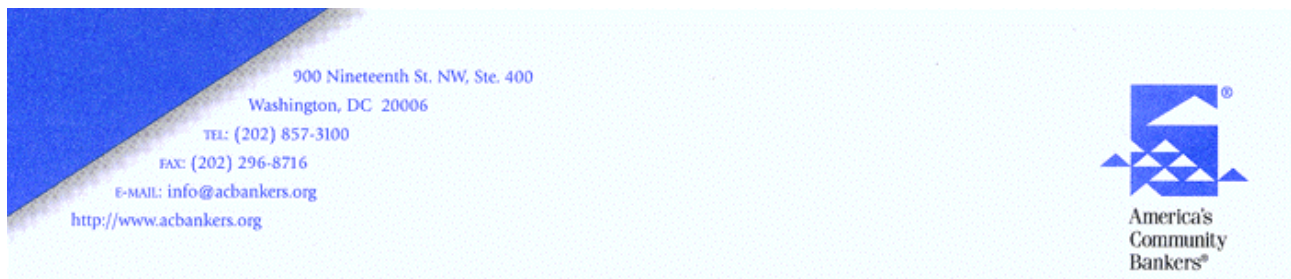 900 Nineteenth St. NW, Ste. 400
Washington, DC 20006
TEL: (202) 857-3100
FAX: (202) 296-8716
E-MAIL: info@acbankers.org
http://www.acbankers.org
®
America's
Community
Bankers®